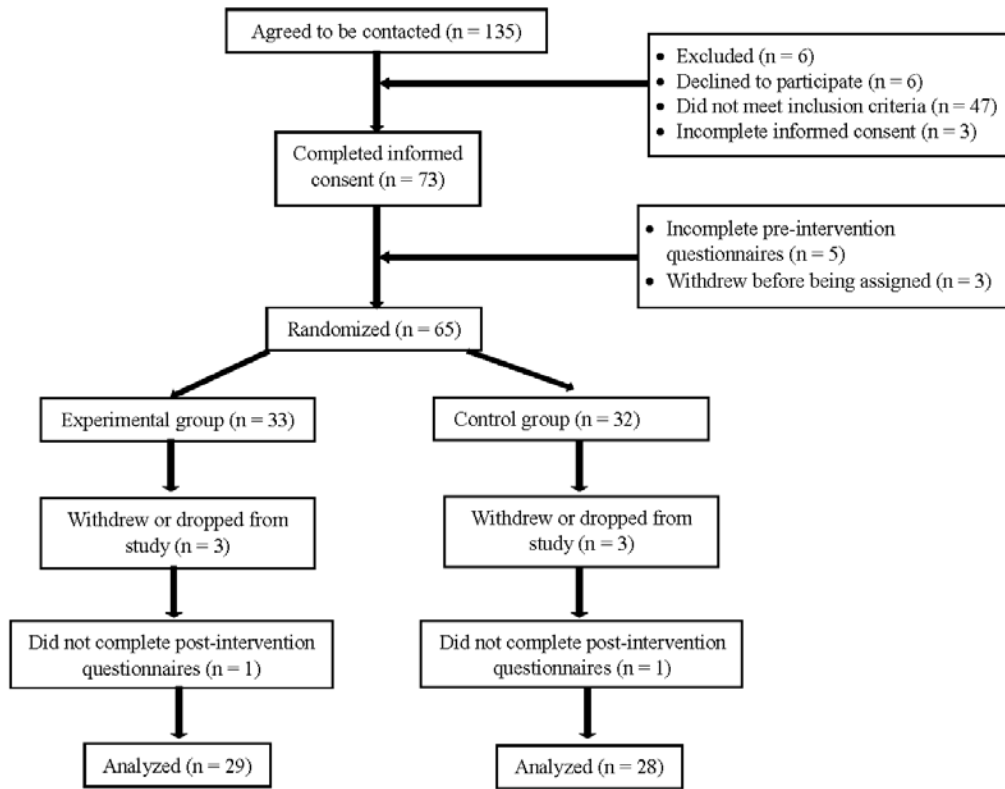 Agreed to be contacted (n = 135)
• Excluded (n = 6)
• Declined to participate (n = 6)
• Did not meet inclusion criteria (n = 47)
• Incomplete informed consent (n = 3)
Completed informed
consent (n = 73)
• Incomplete pre-intervention
questionnaires (n = 5)
• Withdrew before being assigned (n = 3)
Randomized (n = 65)
Experimental group (n = 33)
Control group (n = 32)
Withdrew or dropped from
study (n = 3)
Withdrew or dropped from
study (n = 3)
Did not complete post-intervention
questionnaires (n = 1)
Did not complete post-intervention
questionnaires (n = 1)
Analyzed (n = 29)
Analyzed (n = 28)